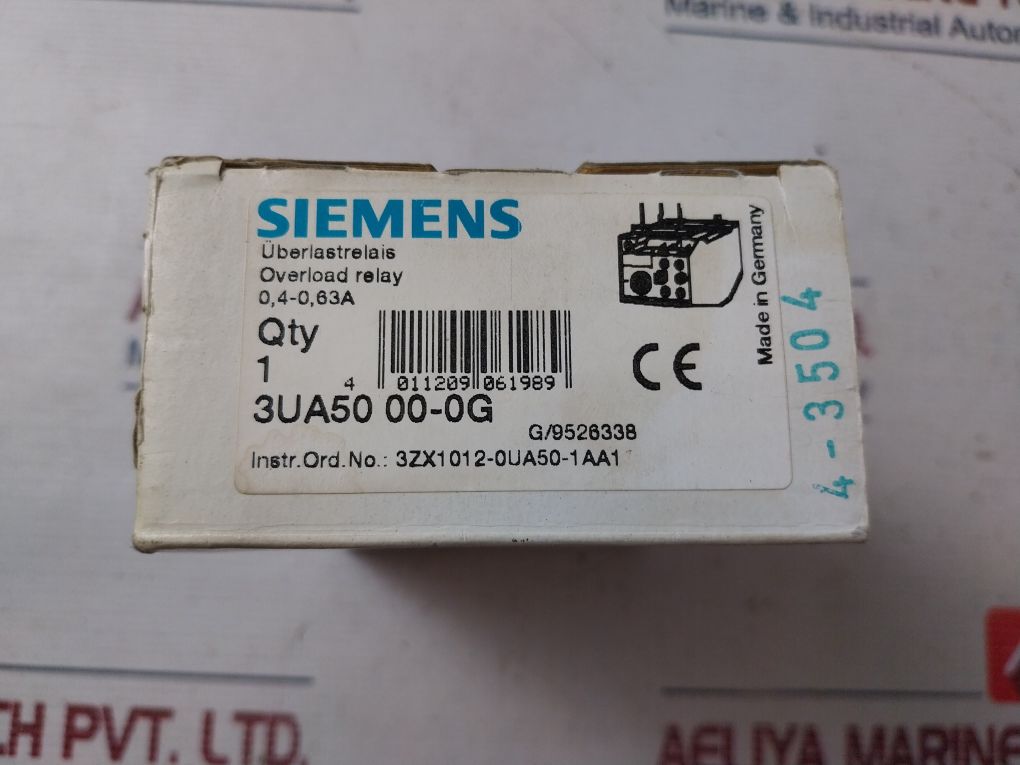 Marine & Industrial Autom
SIEMENS
Überlastrelais
Overload relay
0,4-0,63A
Qty
1
4 011209 061989
3UA50 00-0G
G/9526338
Instr.Ord.No.: 3ZX1012-0UA50-1AA1
CE
Made in Germany
4-3504
CH PVT. LTD.
AELIYA MARINE